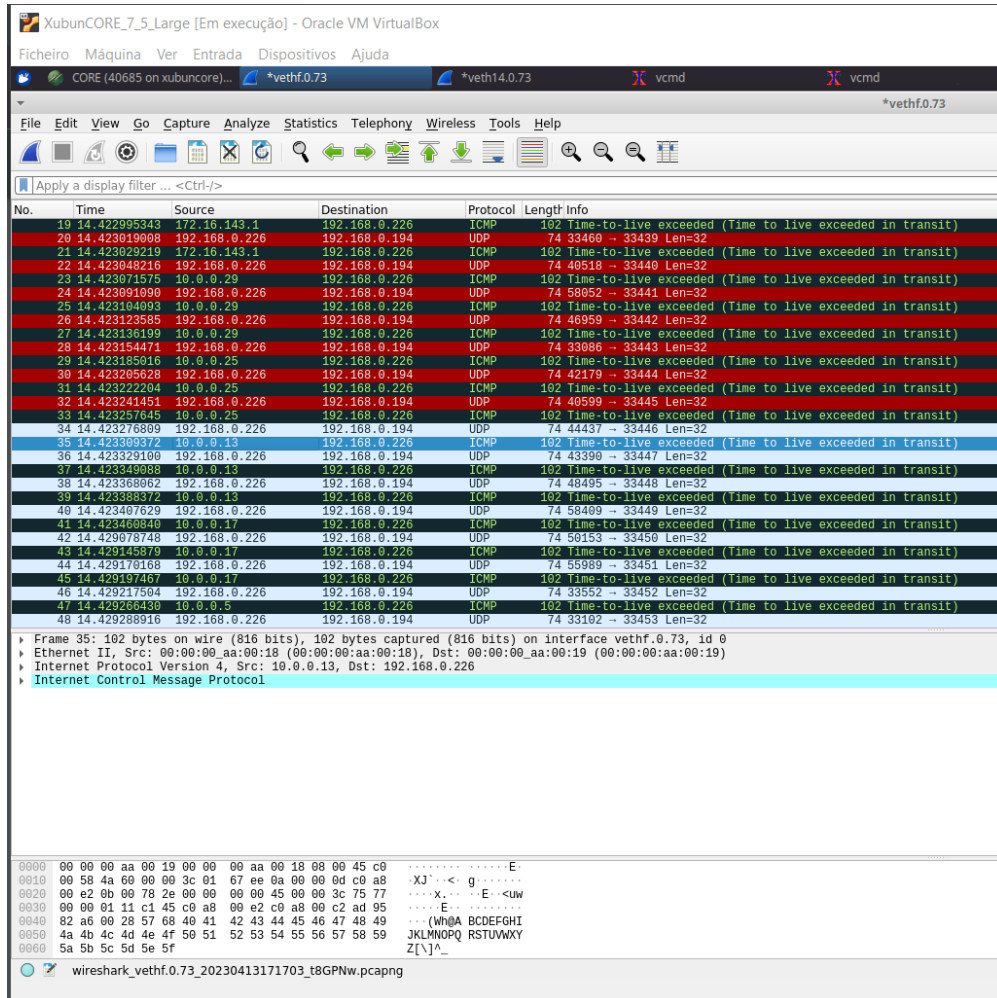 XubunCORE_7_5_Large [Em execução] - Oracle VM VirtualBox
Ficheiro Máquina Ver Entrada Dispositivos Ajuda
CORE (40685 on xubuncore)... *vethf.0.73 *veth14.0.73 vcmd vcmd
*vethf.0.73
File Edit View Go Capture Analyze Statistics Telephony Wireless Tools Help
Apply a display filter ... <Ctrl-/>
No. Time Source Destination Protocol Length Info
19 14.422995343 172.16.143.1 192.168.0.226 ICMP 102 Time-to-live exceeded (Time to live exceeded in transit)
20 14.423019008 192.168.0.226 192.168.0.194 UDP 74 33460 → 33439 Len=32
21 14.423029219 172.16.143.1 192.168.0.226 ICMP 102 Time-to-live exceeded (Time to live exceeded in transit)
22 14.423048216 192.168.0.226 192.168.0.194 UDP 74 40518 → 33440 Len=32
23 14.423071575 10.0.0.29 192.168.0.226 ICMP 102 Time-to-live exceeded (Time to live exceeded in transit)
24 14.423091090 192.168.0.226 192.168.0.194 UDP 74 58052 → 33441 Len=32
25 14.423104093 10.0.0.29 192.168.0.226 ICMP 102 Time-to-live exceeded (Time to live exceeded in transit)
26 14.423123585 192.168.0.226 192.168.0.194 UDP 74 46959 → 33442 Len=32
27 14.423136199 10.0.0.29 192.168.0.226 ICMP 102 Time-to-live exceeded (Time to live exceeded in transit)
28 14.423154471 192.168.0.226 192.168.0.194 UDP 74 33086 → 33443 Len=32
29 14.423185016 10.0.0.25 192.168.0.226 ICMP 102 Time-to-live exceeded (Time to live exceeded in transit)
30 14.423205628 192.168.0.226 192.168.0.194 UDP 74 42179 → 33444 Len=32
31 14.423222204 10.0.0.25 192.168.0.226 ICMP 102 Time-to-live exceeded (Time to live exceeded in transit)
32 14.423241451 192.168.0.226 192.168.0.194 UDP 74 40599 → 33445 Len=32
33 14.423257645 10.0.0.25 192.168.0.226 ICMP 102 Time-to-live exceeded (Time to live exceeded in transit)
34 14.423276809 192.168.0.226 192.168.0.194 UDP 74 44437 → 33446 Len=32
35 14.423309372 10.0.0.13 192.168.0.226 ICMP 102 Time-to-live exceeded (Time to live exceeded in transit)
36 14.423329100 192.168.0.226 192.168.0.194 UDP 74 43390 → 33447 Len=32
37 14.423349088 10.0.0.13 192.168.0.226 ICMP 102 Time-to-live exceeded (Time to live exceeded in transit)
38 14.423368062 192.168.0.226 192.168.0.194 UDP 74 48495 → 33448 Len=32
39 14.423388372 10.0.0.13 192.168.0.226 ICMP 102 Time-to-live exceeded (Time to live exceeded in transit)
40 14.423407629 192.168.0.226 192.168.0.194 UDP 74 58409 → 33449 Len=32
41 14.423460840 10.0.0.17 192.168.0.226 ICMP 102 Time-to-live exceeded (Time to live exceeded in transit)
42 14.429078748 192.168.0.226 192.168.0.194 UDP 74 50153 → 33450 Len=32
43 14.429145879 10.0.0.17 192.168.0.226 ICMP 102 Time-to-live exceeded (Time to live exceeded in transit)
44 14.429170168 192.168.0.226 192.168.0.194 UDP 74 55989 → 33451 Len=32
45 14.429197467 10.0.0.17 192.168.0.226 ICMP 102 Time-to-live exceeded (Time to live exceeded in transit)
46 14.429217504 192.168.0.226 192.168.0.194 UDP 74 33552 → 33452 Len=32
47 14.429266430 10.0.0.5 192.168.0.226 ICMP 102 Time-to-live exceeded (Time to live exceeded in transit)
48 14.429288916 192.168.0.226 192.168.0.194 UDP 74 33102 → 33453 Len=32
Frame 35: 102 bytes on wire (816 bits), 102 bytes captured (816 bits) on interface vethf.0.73, id 0
Ethernet II, Src: 00:00:00_aa:00:18 (00:00:00:aa:00:18), Dst: 00:00:00_aa:00:19 (00:00:00:aa:00:19)
Internet Protocol Version 4, Src: 10.0.0.13, Dst: 192.168.0.226
Internet Control Message Protocol
0000 00 00 00 aa 00 19 00 00 00 aa 00 18 08 00 45 c0 ········ ······E·
0010 00 58 4a 60 00 00 3c 01 67 ee 0a 00 00 0d c0 a8 ·XJ`··<· g·······
0020 00 e2 0b 00 78 2e 00 00 00 00 45 00 00 3c 75 77 ····x.·· ··E··<uw
0030 00 00 01 11 c1 45 c0 a8 00 e2 c0 a8 00 c2 ad 95 ·····E·· ········
0040 82 a6 00 28 57 68 40 41 42 43 44 45 46 47 48 49 ···(Wh@A BCDEFGHI
0050 4a 4b 4c 4d 4e 4f 50 51 52 53 54 55 56 57 58 59 JKLMNOPQ RSTUVWXY
0060 5a 5b 5c 5d 5e 5f Z[\]^_
wireshark_vethf.0.73_20230413171703_t8GPNw.pcapng